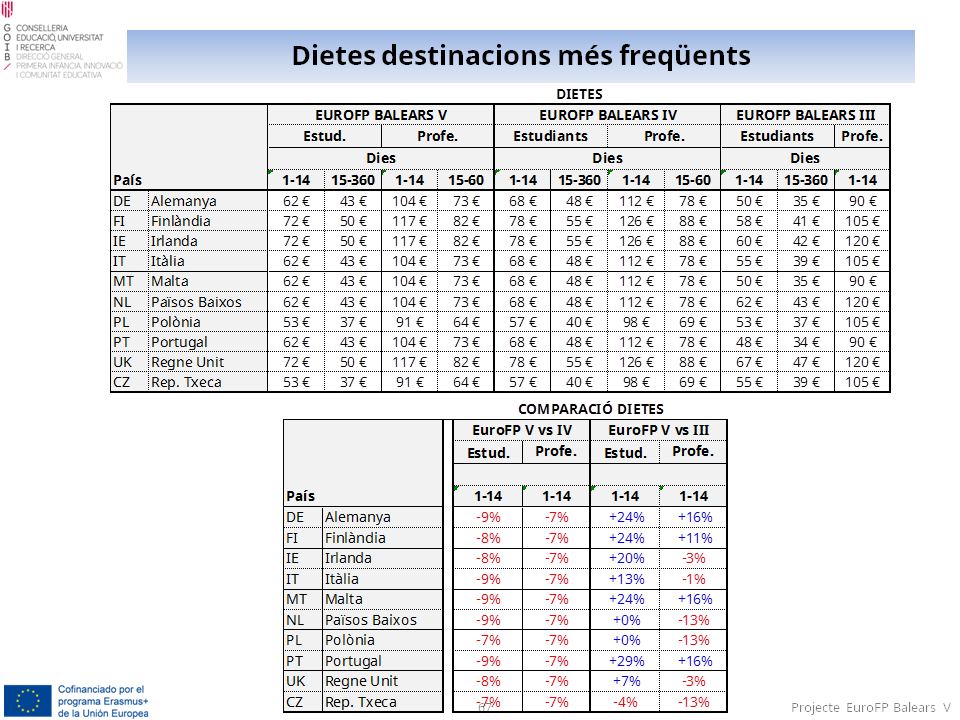 G CONSELLERIA
O EDUCACIÓ, UNIVERSITAT
I I RECERCA
B DIRECCIÓ GENERAL
/ PRIMERA INFÀNCIA, INNOVACIÓ
I COMUNITAT EDUCATIVA
Dietes destinacions més freqüents
DIETES
EUROFP BALEARS V EUROFP BALEARS IV EUROFP BALEARS III
Estud. Profe. Estudiants Profe. Estudiants Profe.
Dies Dies Dies
País 1-14 15-360 1-14 15-60 1-14 15-360 1-14 15-60 1-14 15-360 1-14
DE Alemanya 62 € 43 € 104 € 73 € 68 € 48 € 112 € 78 € 50 € 35 € 90 €
FI Finlàndia 72 € 50 € 117 € 82 € 78 € 55 € 126 € 88 € 58 € 41 € 105 €
IE Irlanda 72 € 50 € 117 € 82 € 78 € 55 € 126 € 88 € 60 € 42 € 120 €
IT Itàlia 62 € 43 € 104 € 73 € 68 € 48 € 112 € 78 € 55 € 39 € 105 €
MT Malta 62 € 43 € 104 € 73 € 68 € 48 € 112 € 78 € 50 € 35 € 90 €
NL Països Baixos 62 € 43 € 104 € 73 € 68 € 48 € 112 € 78 € 62 € 43 € 120 €
PL Polònia 53 € 37 € 91 € 64 € 57 € 40 € 98 € 69 € 53 € 37 € 105 €
PT Portugal 62 € 43 € 104 € 73 € 68 € 48 € 112 € 78 € 48 € 34 € 90 €
UK Regne Unit 72 € 50 € 117 € 82 € 78 € 55 € 126 € 88 € 67 € 47 € 120 €
CZ Rep. Txeca 53 € 37 € 91 € 64 € 57 € 40 € 98 € 69 € 55 € 39 € 105 €
COMPARACIÓ DIETES
EuroFP V vs IV EuroFP V vs III
Estud. Profe. Estud. Profe.
País 1-14 1-14 1-14 1-14
DE Alemanya -9% -7% +24% +16%
FI Finlàndia -8% -7% +24% +11%
IE Irlanda -8% -7% +20% -3%
IT Itàlia -9% -7% +13% -1%
MT Malta -9% -7% +24% +16%
NL Països Baixos -9% -7% +0% -13%
PL Polònia -7% -7% +0% -13%
PT Portugal -9% -7% +29% +16%
UK Regne Unit -8% -7% +7% -3%
CZ Rep. Txeca -7% -7% -4% -13%
Cofinanciado por el
programa Erasmus+
de la Unión Europea
Projecte EuroFP Balears V